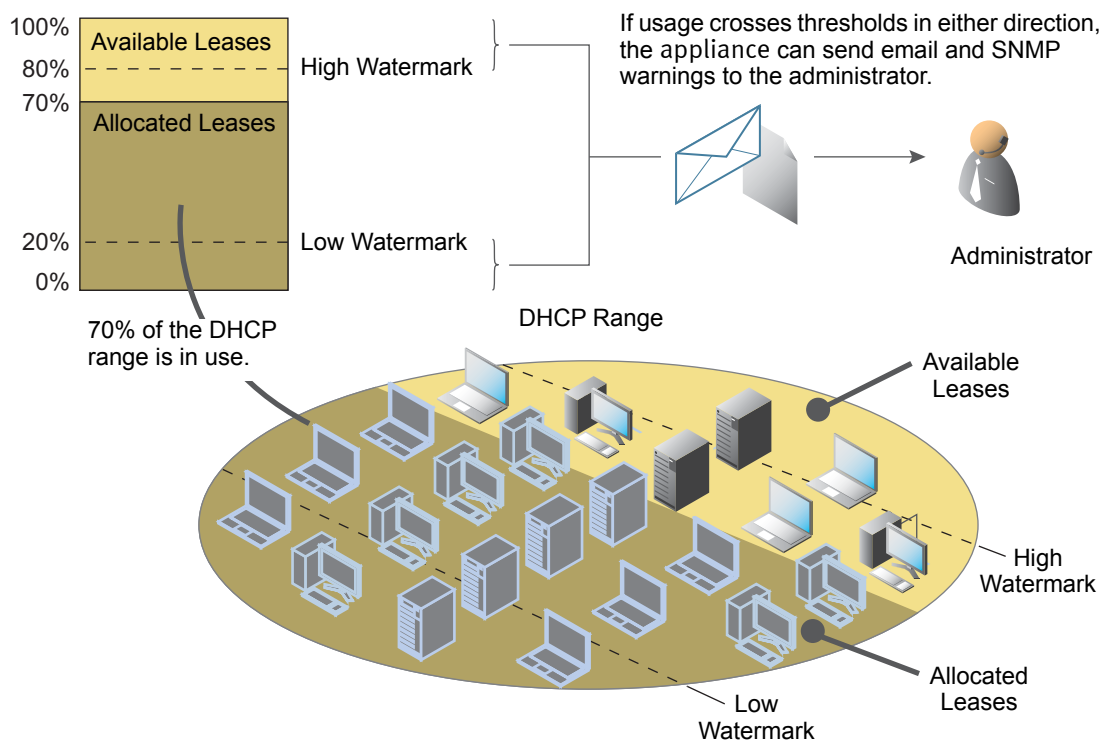 100%
Available Leases
80%
High Watermark
70%
Allocated Leases
20%
Low Watermark
0%
If usage crosses thresholds in either direction,
the appliance can send email and SNMP
warnings to the administrator.
Administrator
70% of the DHCP
range is in use.
DHCP Range
Available
Leases
High
Watermark
Allocated
Leases
Low
Watermark